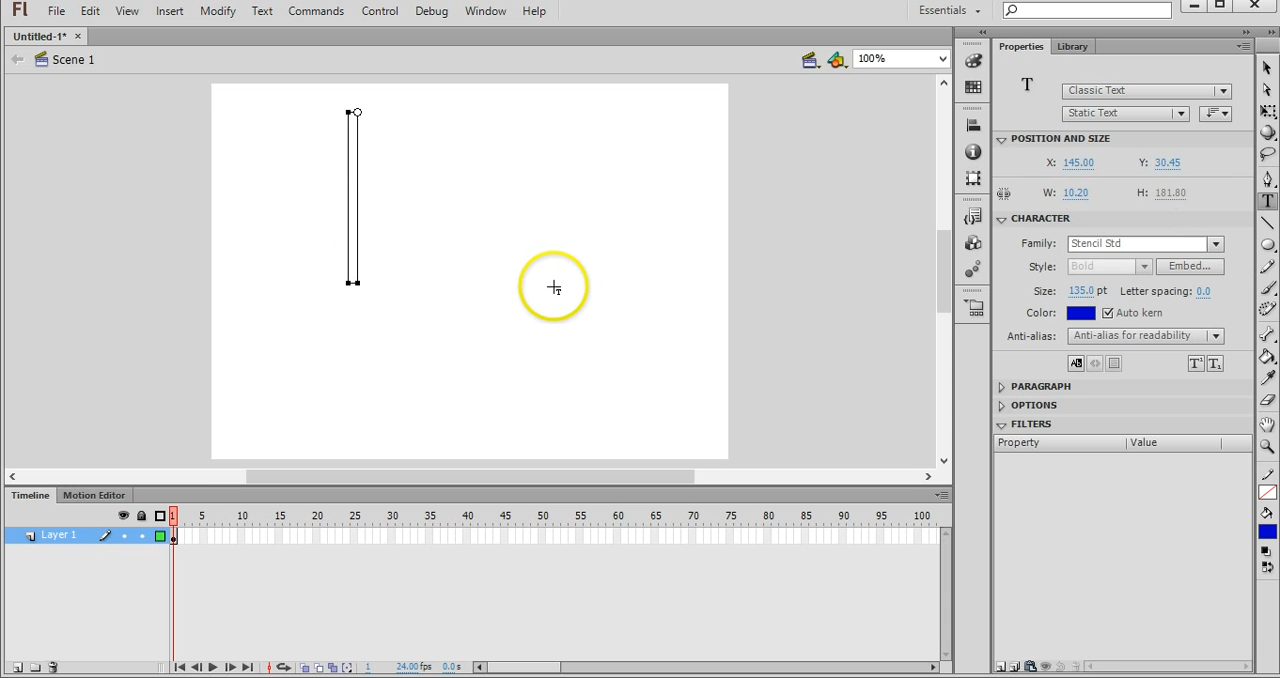 Fl File Edit View Insert Modify Text Commands Control Debug Window Help Essentials
Untitled-1* ×
Scene 1 100%
Properties Library
T Classic Text
Static Text
POSITION AND SIZE
X: 145.00 Y: 30.45
W: 10.20 H: 181.80
CHARACTER
Family: Stencil Std
Style: Bold Embed...
Size: 135.0 pt Letter spacing: 0.0
Color: Auto kern
Anti-alias: Anti-alias for readability
PARAGRAPH
OPTIONS
FILTERS
Property Value
Timeline Motion Editor
1 5 10 15 20 25 30 35 40 45 50 55 60 65 70 75 80 85 90 95 100
Layer 1
1 24.00 fps 0.0 s